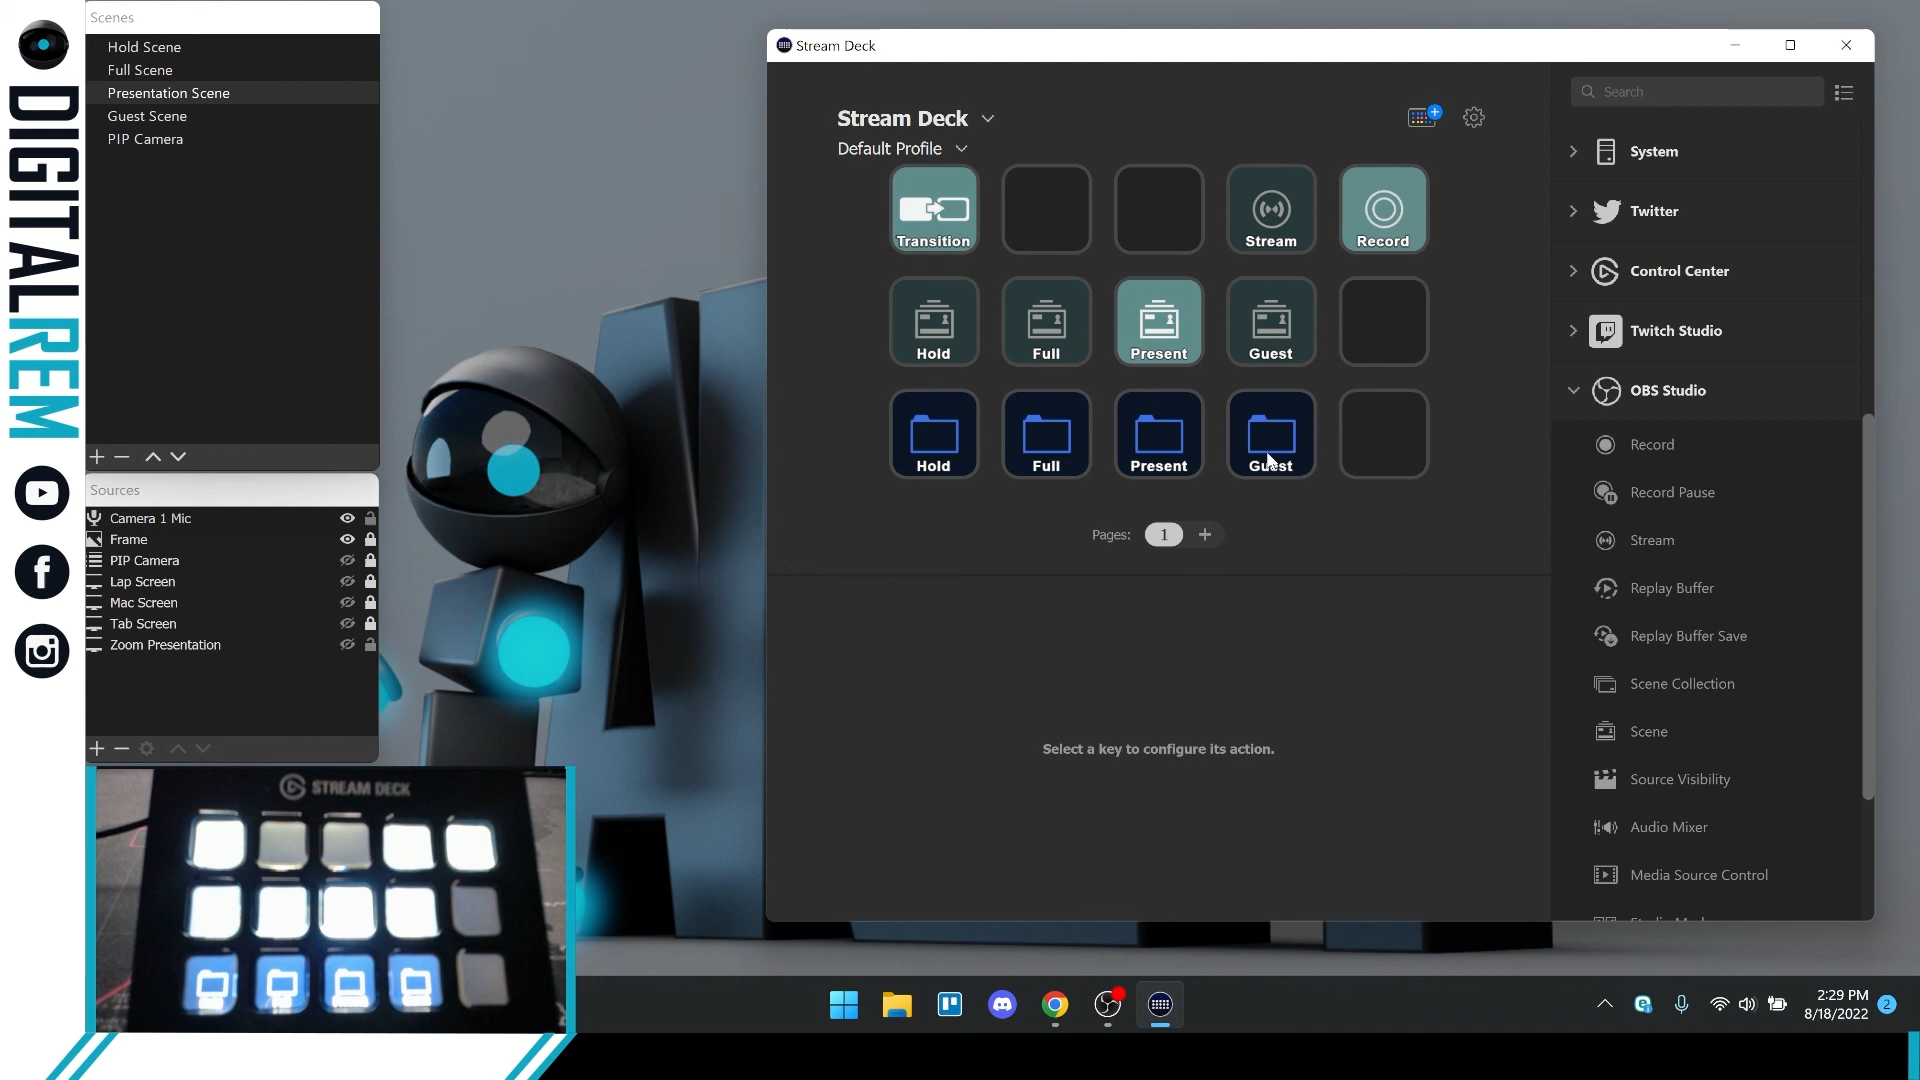 Scenes
Hold Scene
Full Scene
Presentation Scene
Guest Scene
PIP Camera
DIGITALREM
Sources
Camera 1 Mic
Frame
PIP Camera
Lap Screen
Mac Screen
Tab Screen
Zoom Presentation
STREAM DECK
Stream Deck
Stream Deck
Default Profile
Transition
Stream
Record
Hold
Full
Present
Guest
Hold
Full
Present
Guest
Pages:
1
Select a key to configure its action.
Search
System
Twitter
Control Center
Twitch Studio
OBS Studio
Record
Record Pause
Stream
Replay Buffer
Replay Buffer Save
Scene Collection
Scene
Source Visibility
Audio Mixer
Media Source Control
2:29 PM
8/18/2022
2